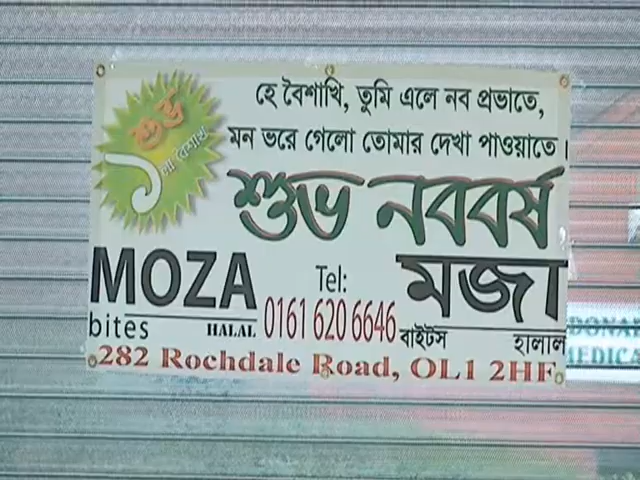 হে বৈশাখি, তুমি এলে নব প্রভাতে,
মন ভরে গেলো তোমার দেখা পাওয়াতে।
শুভ
১লা বৈশাখ
শুভ নববর্ষ
MOZA
bites HALAL
Tel:
0161 620 6646
মজা
বাইটস হালাল
282 Rochdale Road, OL1 2HF.